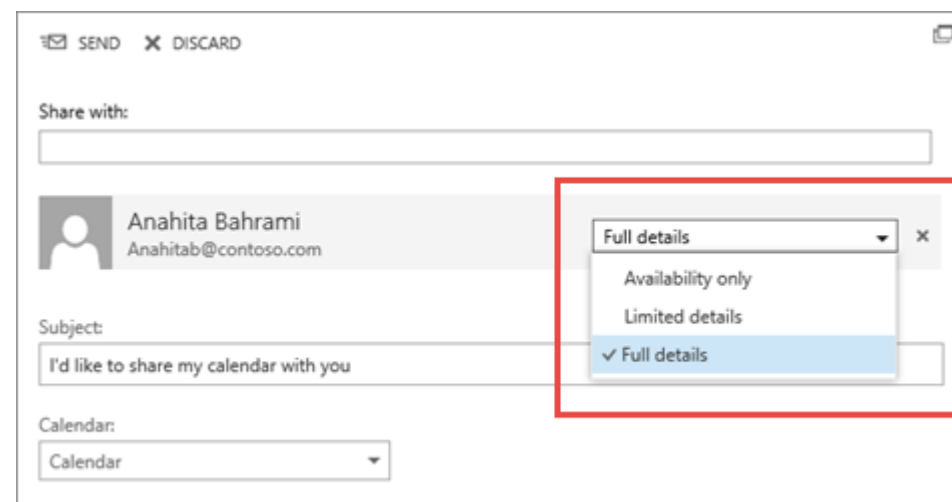 SEND DISCARD
Share with:
Anahita Bahrami
Anahitab@contoso.com
Full details
Availability only
Limited details
Full details
Subject:
I'd like to share my calendar with you
Calendar:
Calendar